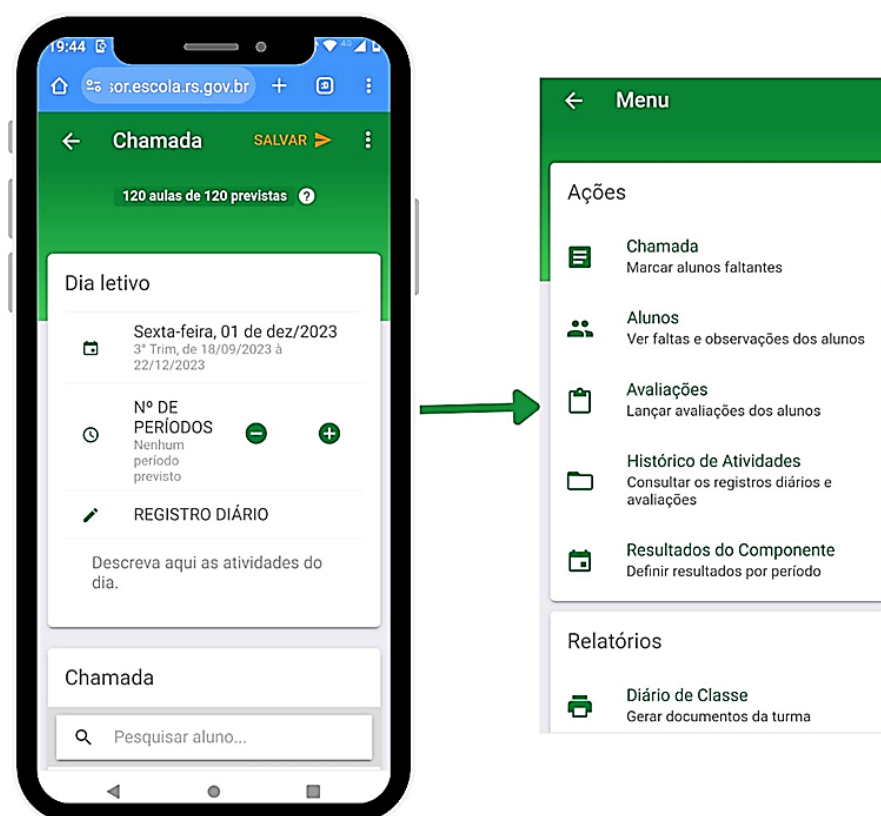 19:44
sor.escola.rs.gov.br
Chamada
SALVAR
120 aulas de 120 previstas ?
Dia letivo
Sexta-feira, 01 de dez/2023
3° Trim, de 18/09/2023 à
22/12/2023
Nº DE
PERÍODOS
Nenhum
período
previsto
REGISTRO DIÁRIO
Descreva aqui as atividades do
dia.
Chamada
Pesquisar aluno...
Menu
Ações
Chamada
Marcar alunos faltantes
Alunos
Ver faltas e observações dos alunos
Avaliações
Lançar avaliações dos alunos
Histórico de Atividades
Consultar os registros diários e
avaliações
Resultados do Componente
Definir resultados por período
Relatórios
Diário de Classe
Gerar documentos da turma